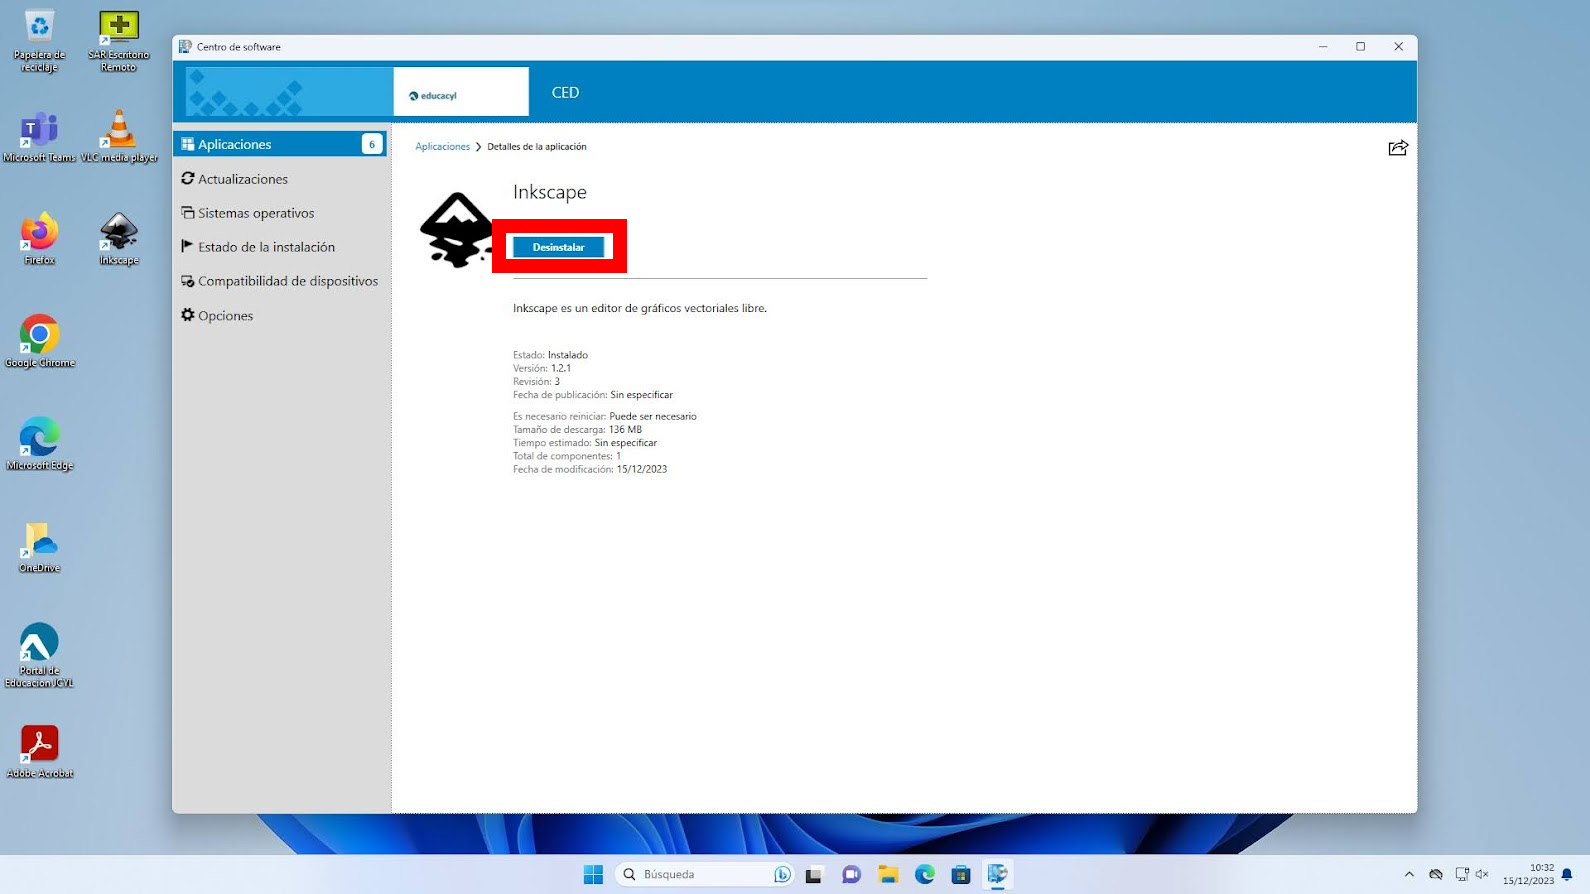 Papelera de
reciclaje
SAR Escritorio
Remoto
Microsoft Teams
VLC media player
Firefox
Inkscape
Google Chrome
Microsoft Edge
OneDrive
Portal de
Educacion JCYL
Adobe Acrobat
Centro de software
educacyl
CED
Aplicaciones
6
Actualizaciones
Sistemas operativos
Estado de la instalación
Compatibilidad de dispositivos
Opciones
Aplicaciones
Detalles de la aplicación
Inkscape
Desinstalar
Inkscape es un editor de gráficos vectoriales libre.
Estado: Instalado
Versión: 1.2.1
Revisión: 3
Fecha de publicación: Sin especificar
Es necesario reiniciar: Puede ser necesario
Tamaño de descarga: 136 MB
Tiempo estimado: Sin especificar
Total de componentes: 1
Fecha de modificación: 15/12/2023
Búsqueda
10:32
15/12/2023